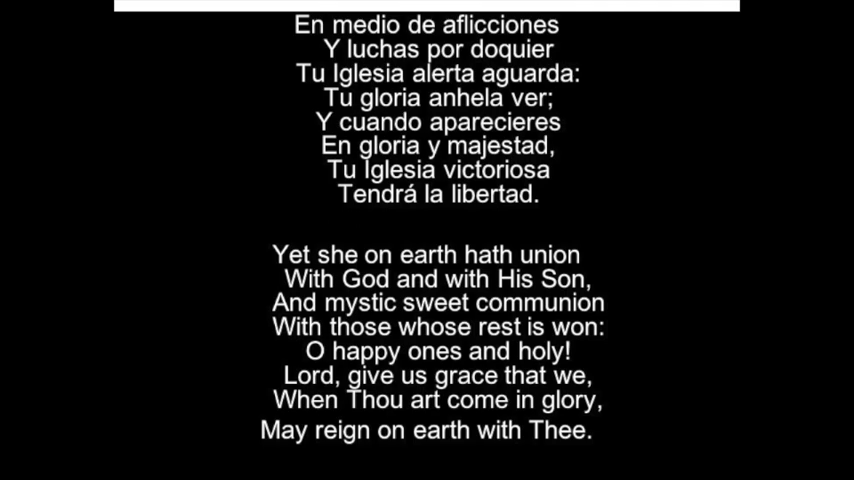 En medio de aflicciones
Y luchas por doquier
Tu Iglesia alerta aguarda:
Tu gloria anhela ver;
Y cuando aparecieres
En gloria y majestad,
Tu Iglesia victoriosa
Tendrá la libertad.
Yet she on earth hath union
With God and with His Son,
And mystic sweet communion
With those whose rest is won:
O happy ones and holy!
Lord, give us grace that we,
When Thou art come in glory,
May reign on earth with Thee.